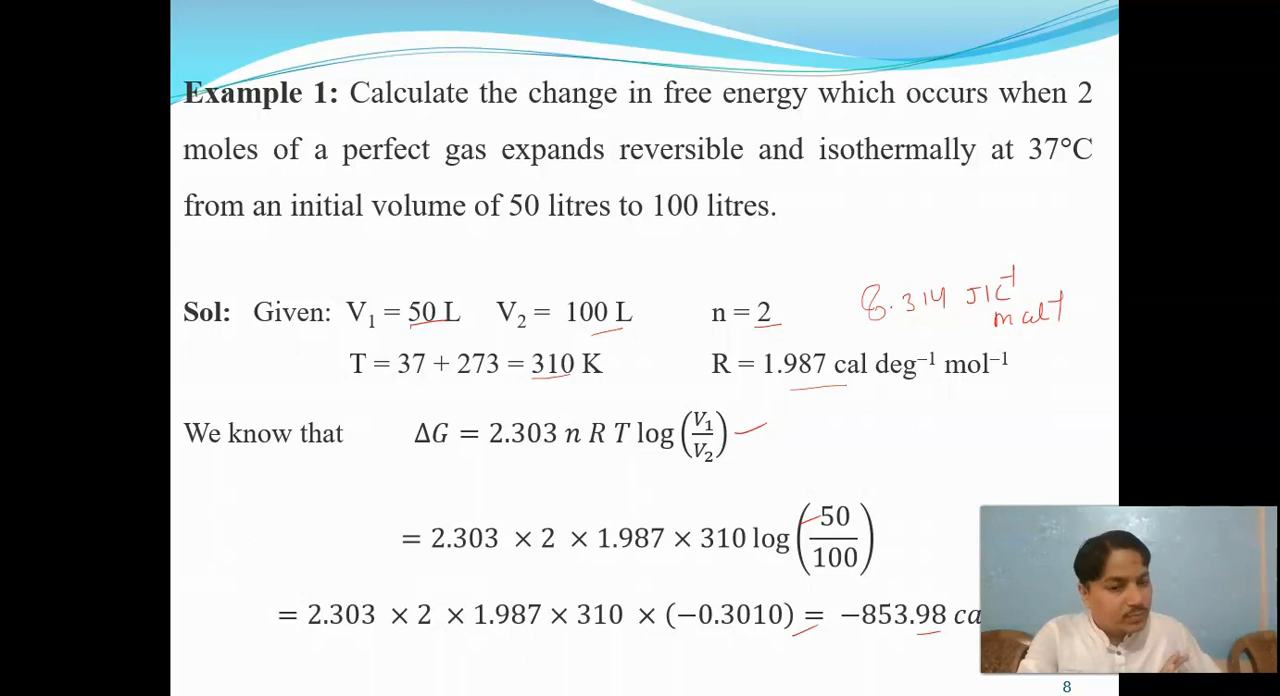 Example 1: Calculate the change in free energy which occurs when 2
moles of a perfect gas expands reversible and isothermally at 37°C
from an initial volume of 50 litres to 100 litres.
Sol: Given: V₁ = 50 L V₂ = 100 L n = 2
8.314 JK⁻¹
mol⁻¹
T = 37 + 273 = 310 K R = 1.987 cal deg⁻¹ mol⁻¹
We know that ΔG = 2.303 n R T log(V₁/V₂)
= 2.303 × 2 × 1.987 × 310 log(50/100)
= 2.303 × 2 × 1.987 × 310 × (−0.3010) = −853.98 ca
8